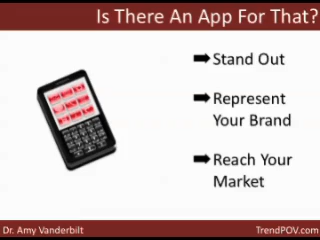 Is There An App For That?
Stand Out
Represent
Your Brand
Reach Your
Market
Dr. Amy Vanderbilt
TrendPOV.com